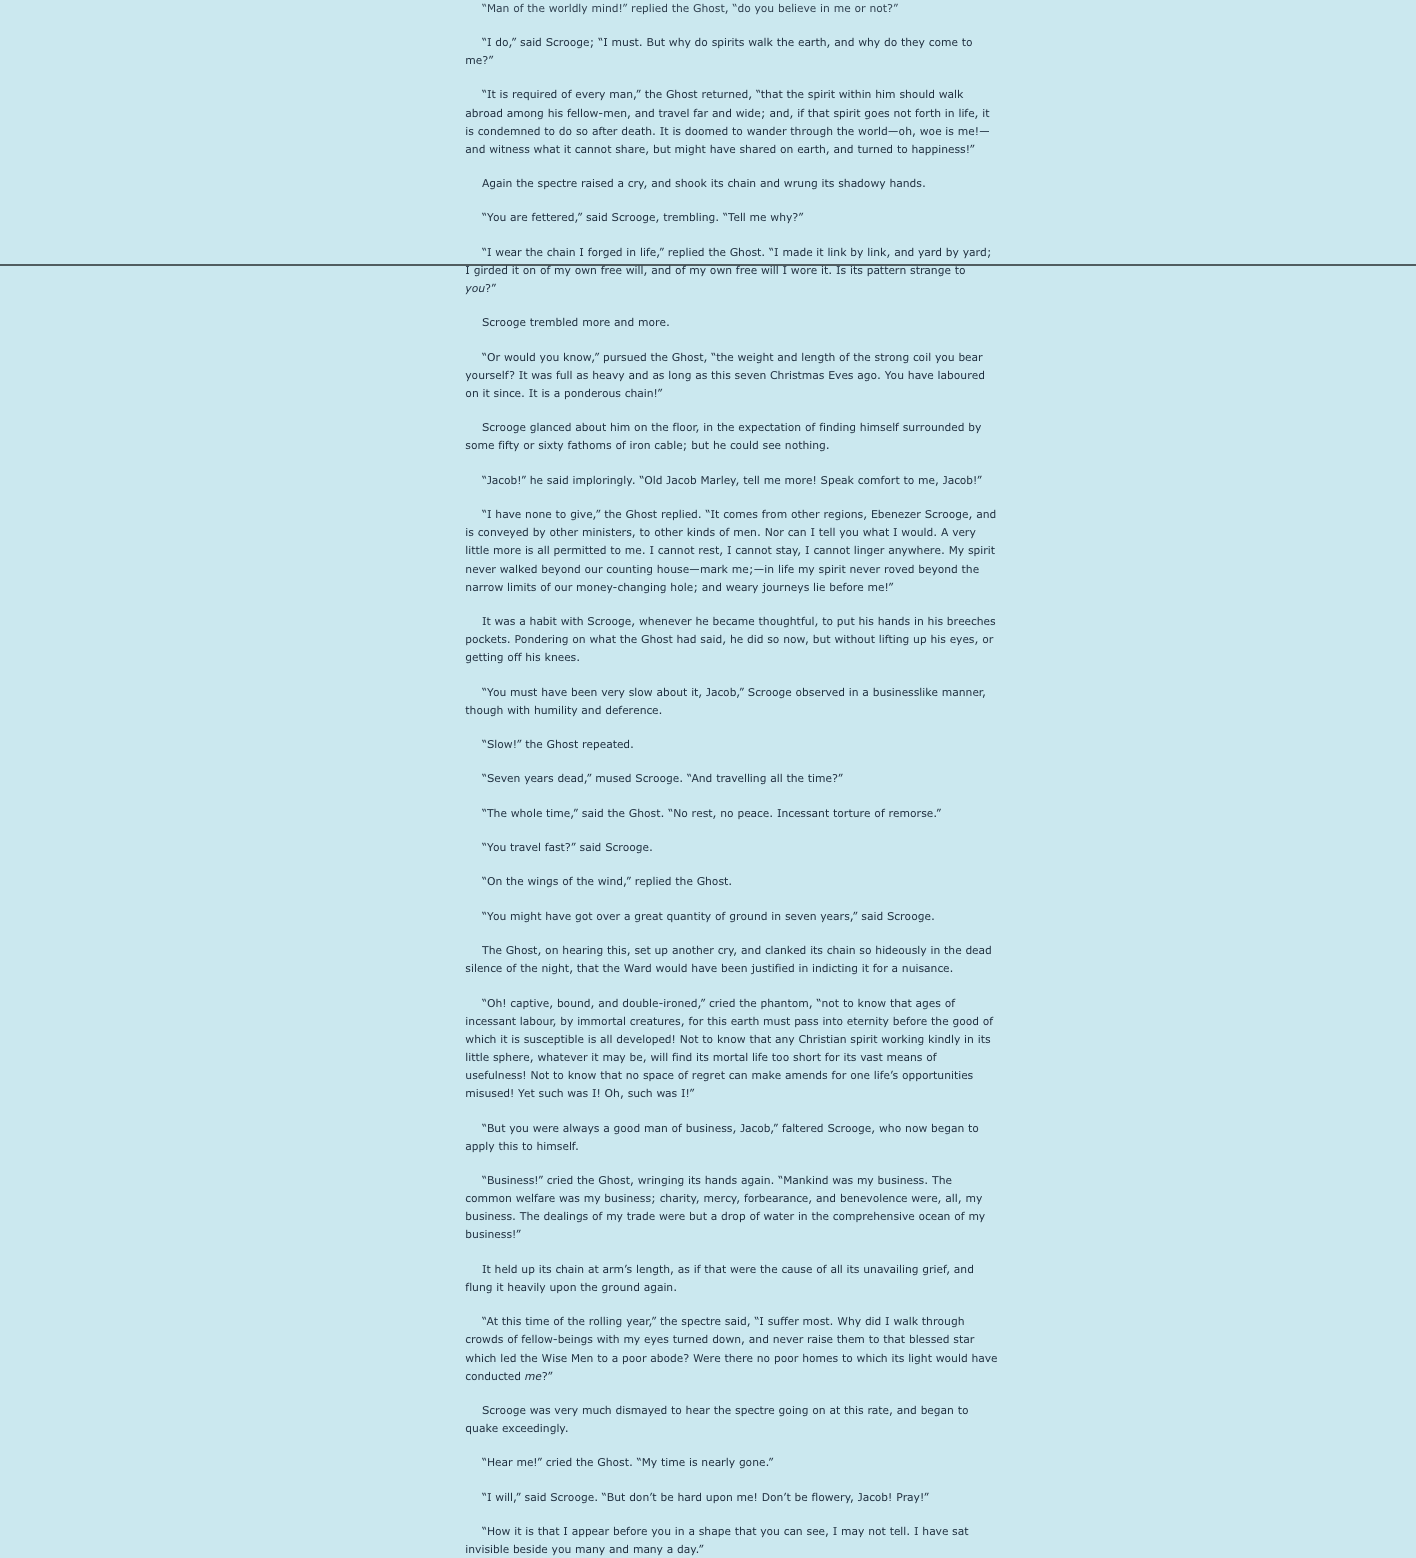 “Man of the worldly mind!” replied the Ghost, “do you believe in me or not?”
“I do,” said Scrooge; “I must. But why do spirits walk the earth, and why do they come to
me?”
“It is required of every man,” the Ghost returned, “that the spirit within him should walk
abroad among his fellow-men, and travel far and wide; and, if that spirit goes not forth in life, it
is condemned to do so after death. It is doomed to wander through the world—oh, woe is me!—
and witness what it cannot share, but might have shared on earth, and turned to happiness!”
Again the spectre raised a cry, and shook its chain and wrung its shadowy hands.
“You are fettered,” said Scrooge, trembling. “Tell me why?”
“I wear the chain I forged in life,” replied the Ghost. “I made it link by link, and yard by yard;
I girded it on of my own free will, and of my own free will I wore it. Is its pattern strange to
you?”
Scrooge trembled more and more.
“Or would you know,” pursued the Ghost, “the weight and length of the strong coil you bear
yourself? It was full as heavy and as long as this seven Christmas Eves ago. You have laboured
on it since. It is a ponderous chain!”
Scrooge glanced about him on the floor, in the expectation of finding himself surrounded by
some fifty or sixty fathoms of iron cable; but he could see nothing.
“Jacob!” he said imploringly. “Old Jacob Marley, tell me more! Speak comfort to me, Jacob!”
“I have none to give,” the Ghost replied. “It comes from other regions, Ebenezer Scrooge, and
is conveyed by other ministers, to other kinds of men. Nor can I tell you what I would. A very
little more is all permitted to me. I cannot rest, I cannot stay, I cannot linger anywhere. My spirit
never walked beyond our counting house—mark me;—in life my spirit never roved beyond the
narrow limits of our money-changing hole; and weary journeys lie before me!”
It was a habit with Scrooge, whenever he became thoughtful, to put his hands in his breeches
pockets. Pondering on what the Ghost had said, he did so now, but without lifting up his eyes, or
getting off his knees.
“You must have been very slow about it, Jacob,” Scrooge observed in a businesslike manner,
though with humility and deference.
“Slow!” the Ghost repeated.
“Seven years dead,” mused Scrooge. “And travelling all the time?”
“The whole time,” said the Ghost. “No rest, no peace. Incessant torture of remorse.”
“You travel fast?” said Scrooge.
“On the wings of the wind,” replied the Ghost.
“You might have got over a great quantity of ground in seven years,” said Scrooge.
The Ghost, on hearing this, set up another cry, and clanked its chain so hideously in the dead
silence of the night, that the Ward would have been justified in indicting it for a nuisance.
“Oh! captive, bound, and double-ironed,” cried the phantom, “not to know that ages of
incessant labour, by immortal creatures, for this earth must pass into eternity before the good of
which it is susceptible is all developed! Not to know that any Christian spirit working kindly in its
little sphere, whatever it may be, will find its mortal life too short for its vast means of
usefulness! Not to know that no space of regret can make amends for one life’s opportunities
misused! Yet such was I! Oh, such was I!”
“But you were always a good man of business, Jacob,” faltered Scrooge, who now began to
apply this to himself.
“Business!” cried the Ghost, wringing its hands again. “Mankind was my business. The
common welfare was my business; charity, mercy, forbearance, and benevolence were, all, my
business. The dealings of my trade were but a drop of water in the comprehensive ocean of my
business!”
It held up its chain at arm’s length, as if that were the cause of all its unavailing grief, and
flung it heavily upon the ground again.
“At this time of the rolling year,” the spectre said, “I suffer most. Why did I walk through
crowds of fellow-beings with my eyes turned down, and never raise them to that blessed star
which led the Wise Men to a poor abode? Were there no poor homes to which its light would have
conducted me?”
Scrooge was very much dismayed to hear the spectre going on at this rate, and began to
quake exceedingly.
“Hear me!” cried the Ghost. “My time is nearly gone.”
“I will,” said Scrooge. “But don’t be hard upon me! Don’t be flowery, Jacob! Pray!”
“How it is that I appear before you in a shape that you can see, I may not tell. I have sat
invisible beside you many and many a day.”